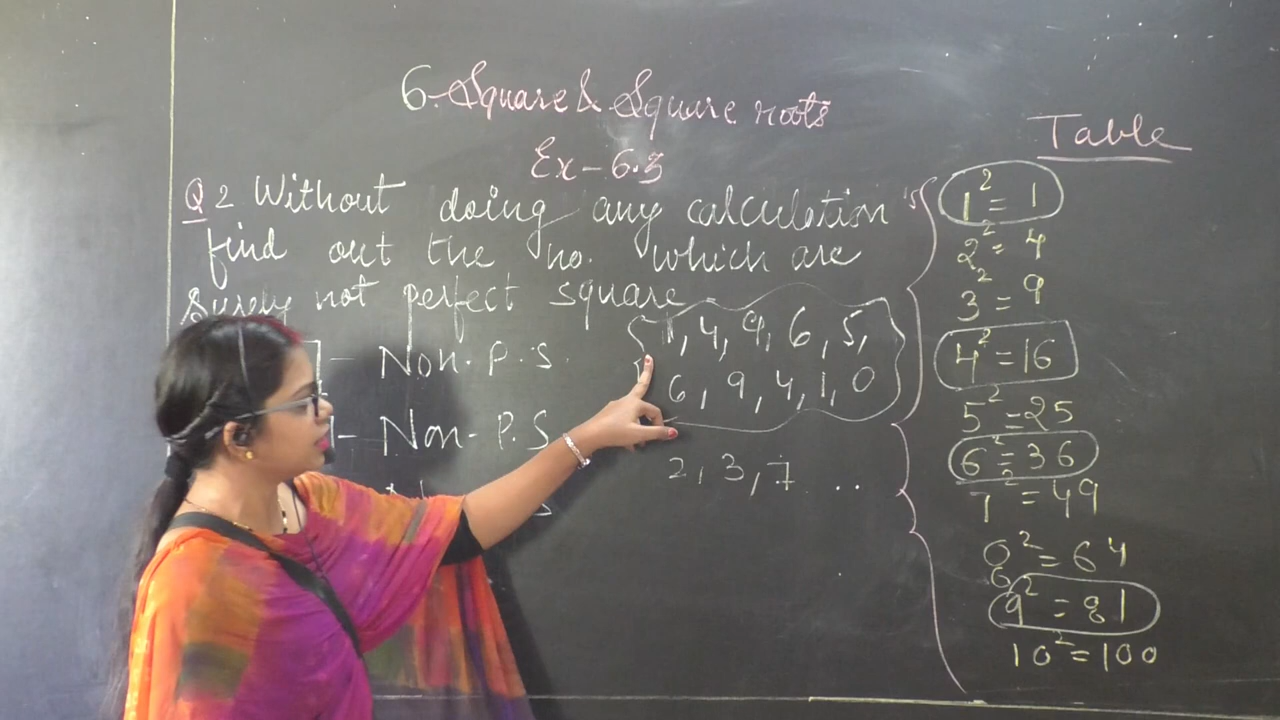 6. Square & Square roots
Ex-6.3
Q 2 Without doing any calculation
find out the no. which are
surely not perfect square
- Non. P. S.
- Non- P. S
S
1, 4, 9, 6, 5,
6, 9, 4, 1, 0
2, 3, 7 ..
Table
1² = 1
2² = 4
3² = 9
4² = 16
5² = 25
6² = 36
7² = 49
8² = 64
9² = 81
10² = 100